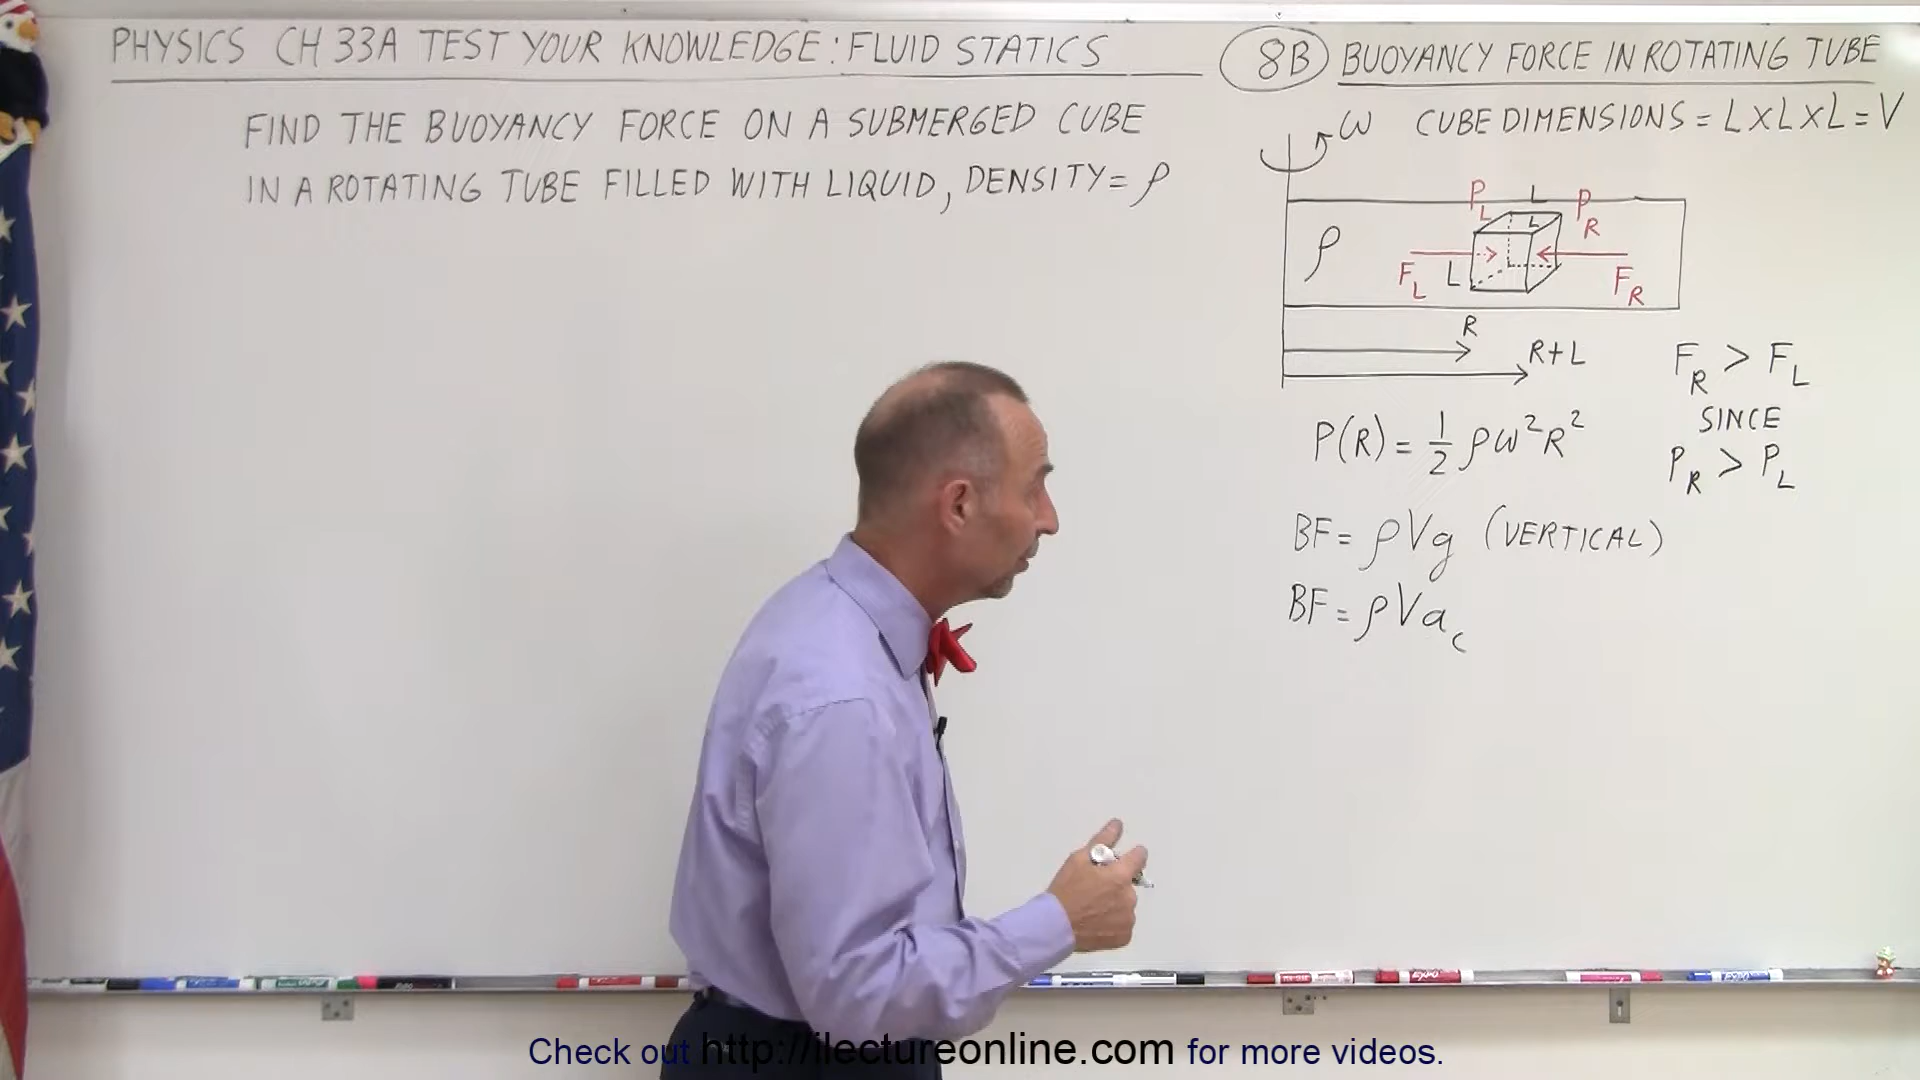 PHYSICS CH 33A TEST YOUR KNOWLEDGE: FLUID STATICS
8B BUOYANCY FORCE IN ROTATING TUBE
FIND THE BUOYANCY FORCE ON A SUBMERGED CUBE
IN A ROTATING TUBE FILLED WITH LIQUID, DENSITY = ρ
ω CUBE DIMENSIONS = L X L X L = V
P_L L P_R
L
ρ
F_L L F_R
R
R+L
F_R > F_L
SINCE
P_R > P_L
P(R) = 1/2 ρω²R²
BF = ρVg (VERTICAL)
BF = ρVa_c
Check out http://ilectureonline.com for more videos.